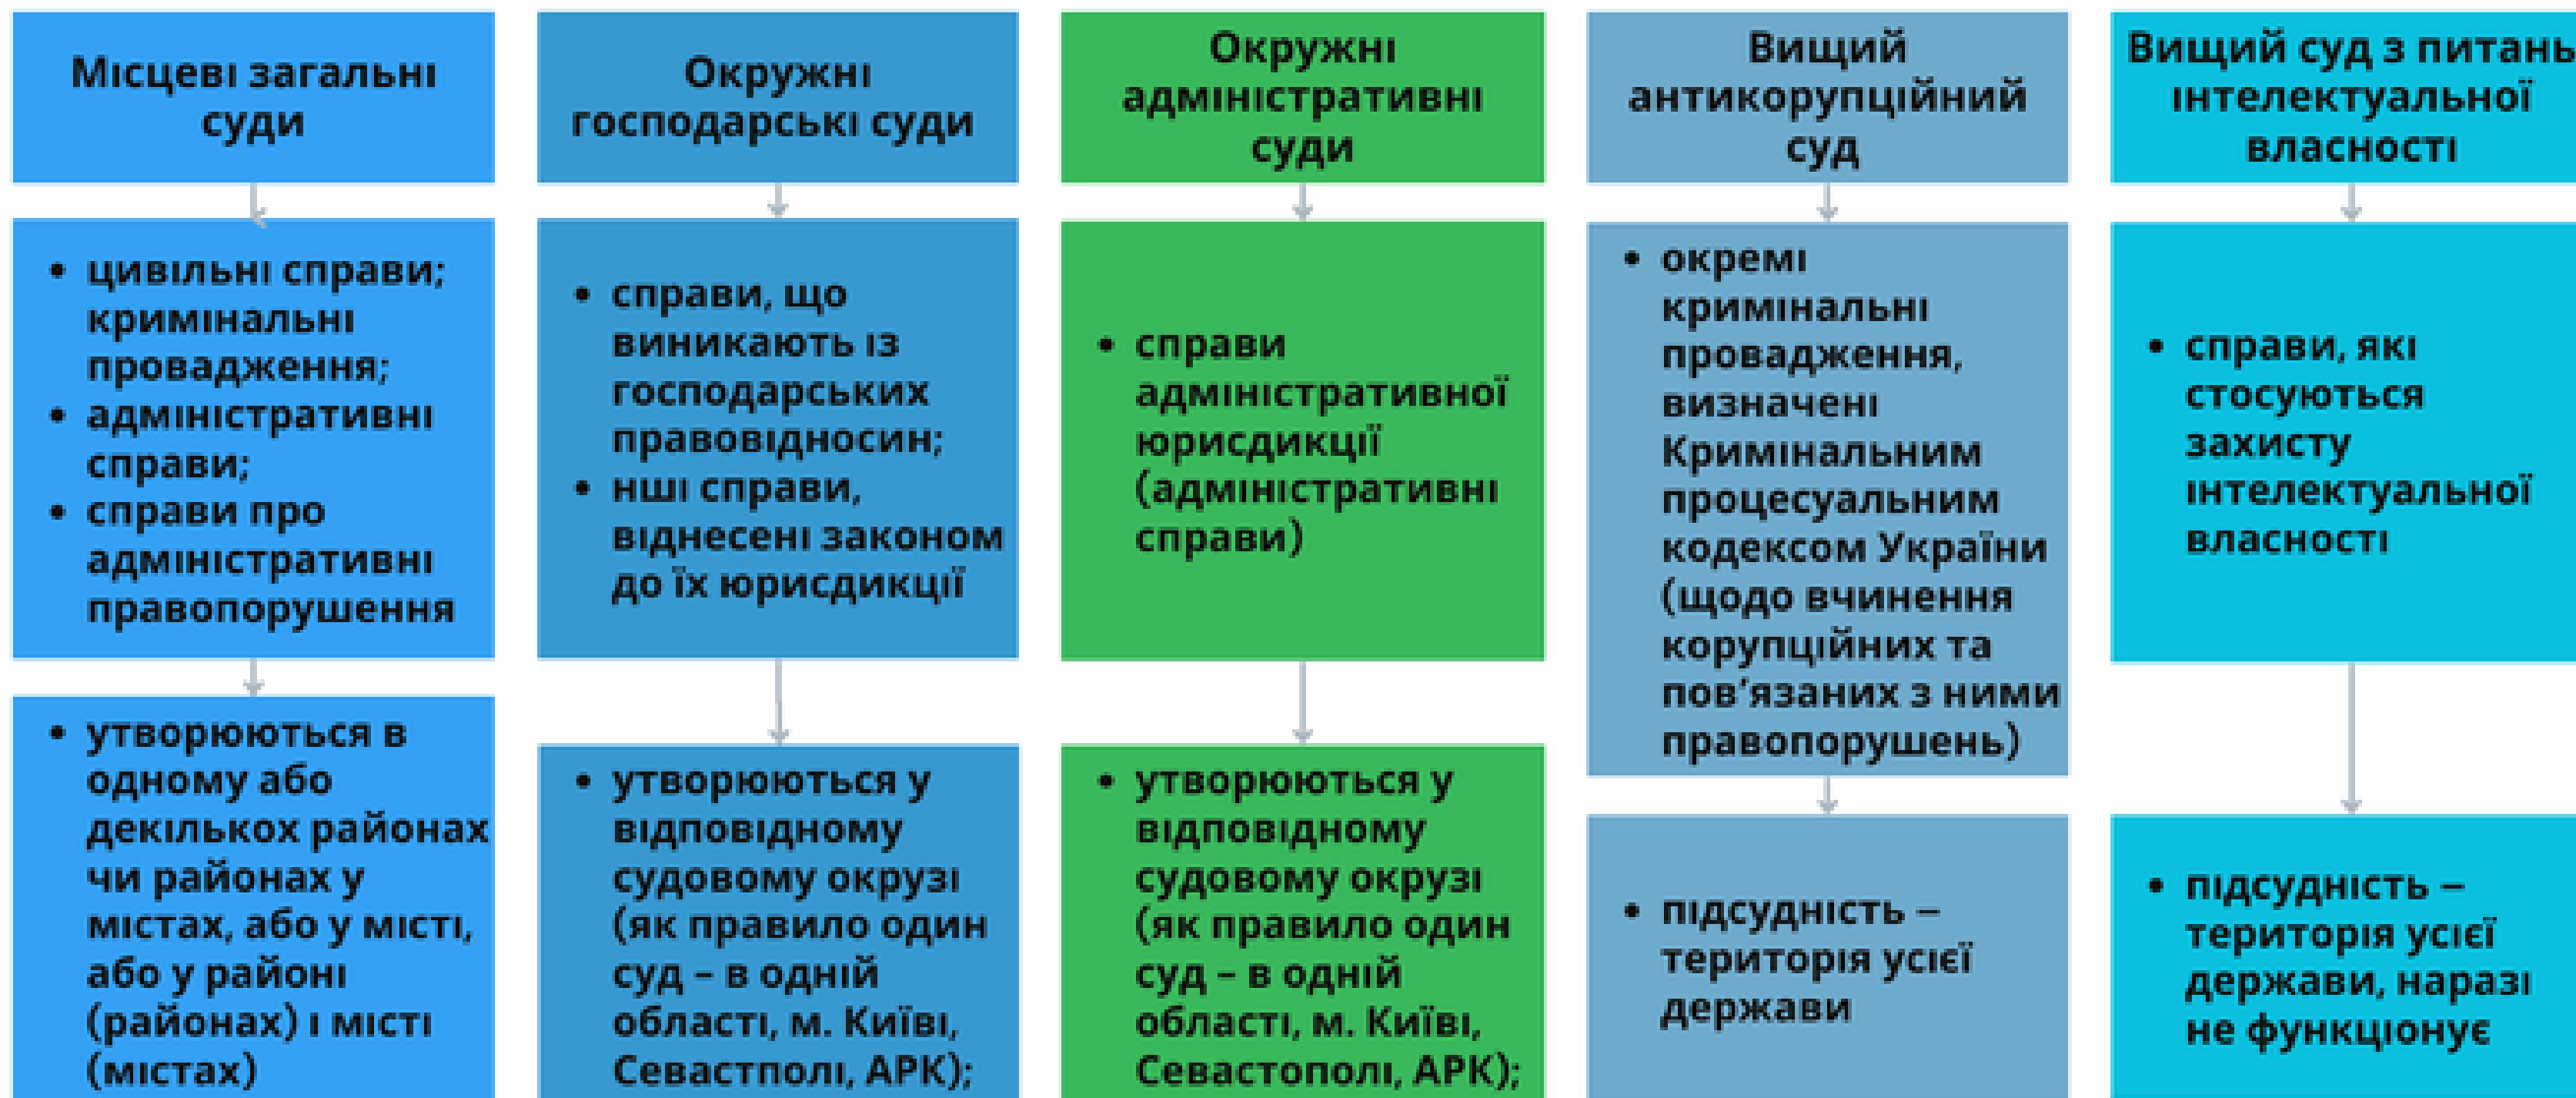 Місцеві загальні
суди
• цивільні справи;
кримінальні
провадження;
• адміністративні
справи;
• справи про
адміністративні
правопорушення
• утворюються в
одному або
декількох районах
чи районах у
містах, або у місті,
або у районі
(районах) і місті
(містах)
Окружні
господарські суди
• справи, що
виникають із
господарських
правовідносин;
• нші справи,
віднесені законом
до їх юрисдикції
• утворюються у
відповідному
судовому окрузі
(як правило один
суд – в одній
області, м. Київі,
Севастполі, АРК);
Окружні
адміністративні
суди
• справи
адміністративної
юрисдикції
(адміністративні
справи)
• утворюються у
відповідному
судовому окрузі
(як правило один
суд – в одній
області, м. Київі,
Севастополі, АРК);
Вищий
антикорупційний
суд
• окремі
кримінальні
провадження,
визначені
Кримінальним
процесуальним
кодексом України
(щодо вчинення
корупційних та
пов’язаних з ними
правопорушень)
• підсудність –
територія усієї
держави
Вищий суд з питань
інтелектуальної
власності
• справи, які
стосуються
захисту
інтелектуальної
власності
• підсудність –
територія усієї
держави, наразі
не функціонує